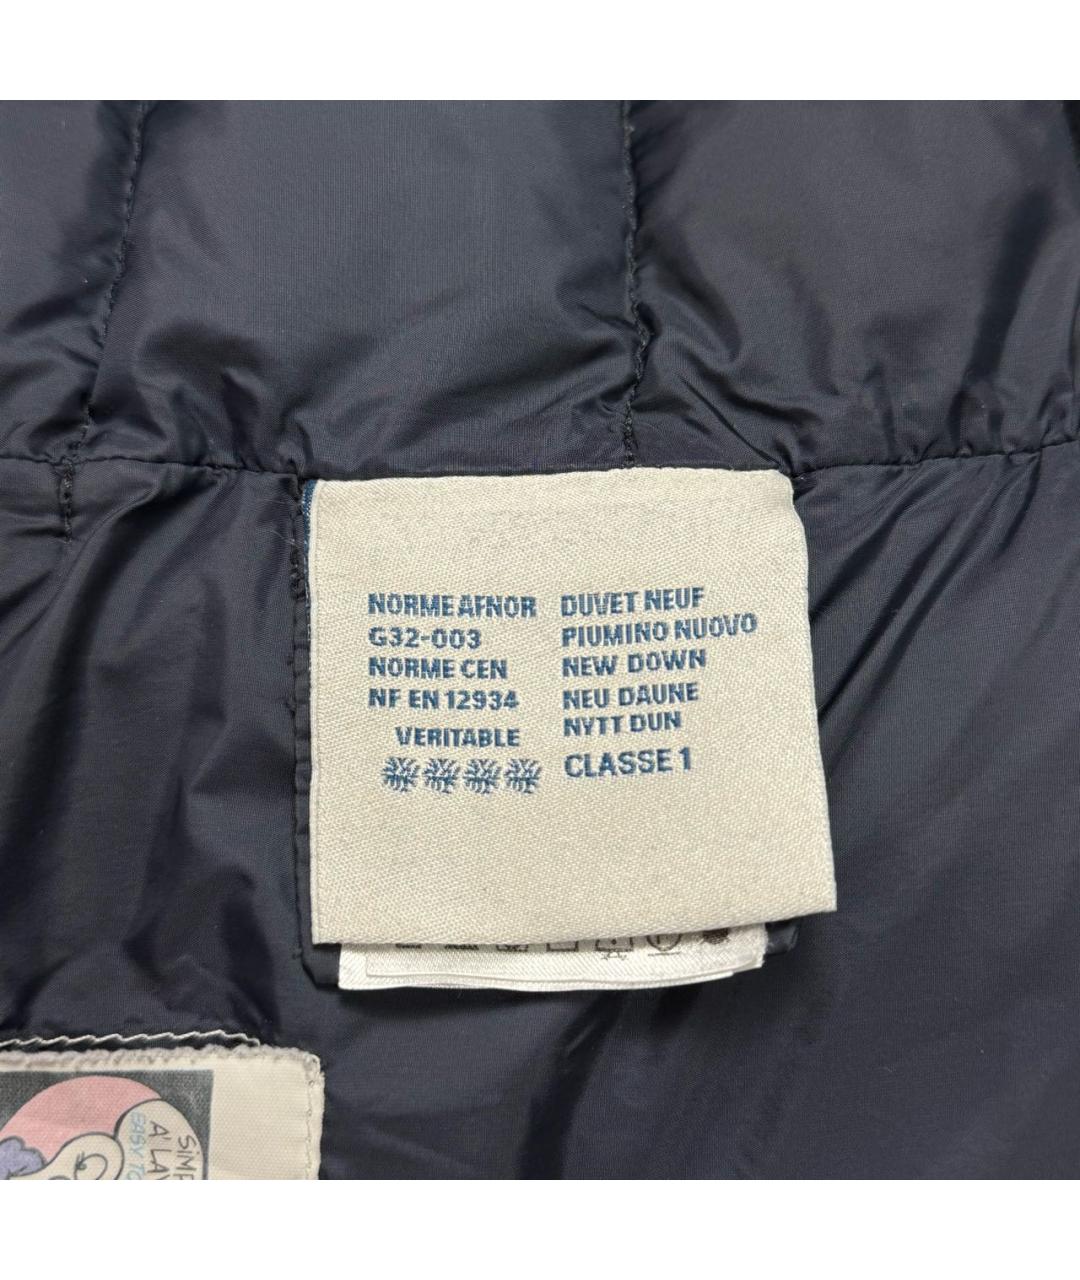 NORME AFNOR
G32-003
NORME CEN
NF EN 12934
VERITABLE
DUVET NEUF
PIUMINO NUOVO
NEW DOWN
NEU DAUNE
NYTT DUN
CLASSE 1
EASY